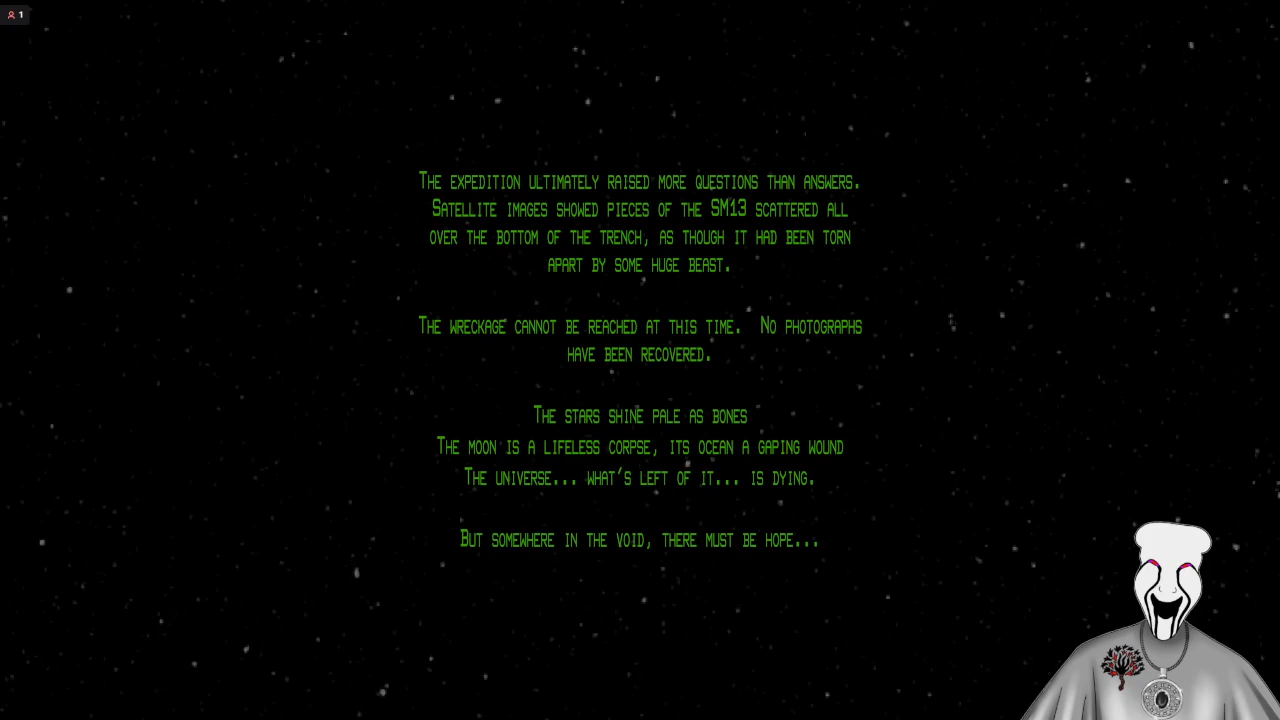 1
The expedition ultimately raised more questions than answers.
Satellite images showed pieces of the SM13 scattered all
over the bottom of the trench, as though it had been torn
apart by some huge beast.
The wreckage cannot be reached at this time.  No photographs
have been recovered.
The stars shine pale as bones
The moon is a lifeless corpse, its ocean a gaping wound
The universe... what's left of it... is dying.
But somewhere in the void, there must be hope...